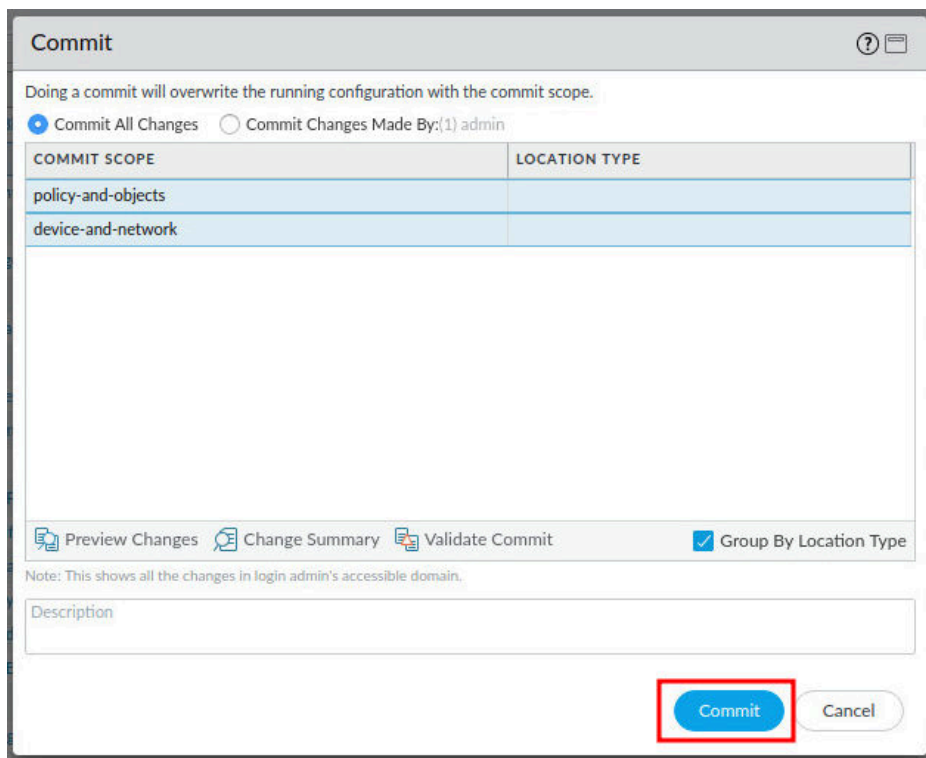 Commit
Doing a commit will overwrite the running configuration with the commit scope.
Commit All Changes Commit Changes Made By:(1) admin
COMMIT SCOPE LOCATION TYPE
policy-and-objects
device-and-network
Preview Changes Change Summary Validate Commit Group By Location Type
Note: This shows all the changes in login admin's accessible domain.
Description
Commit Cancel